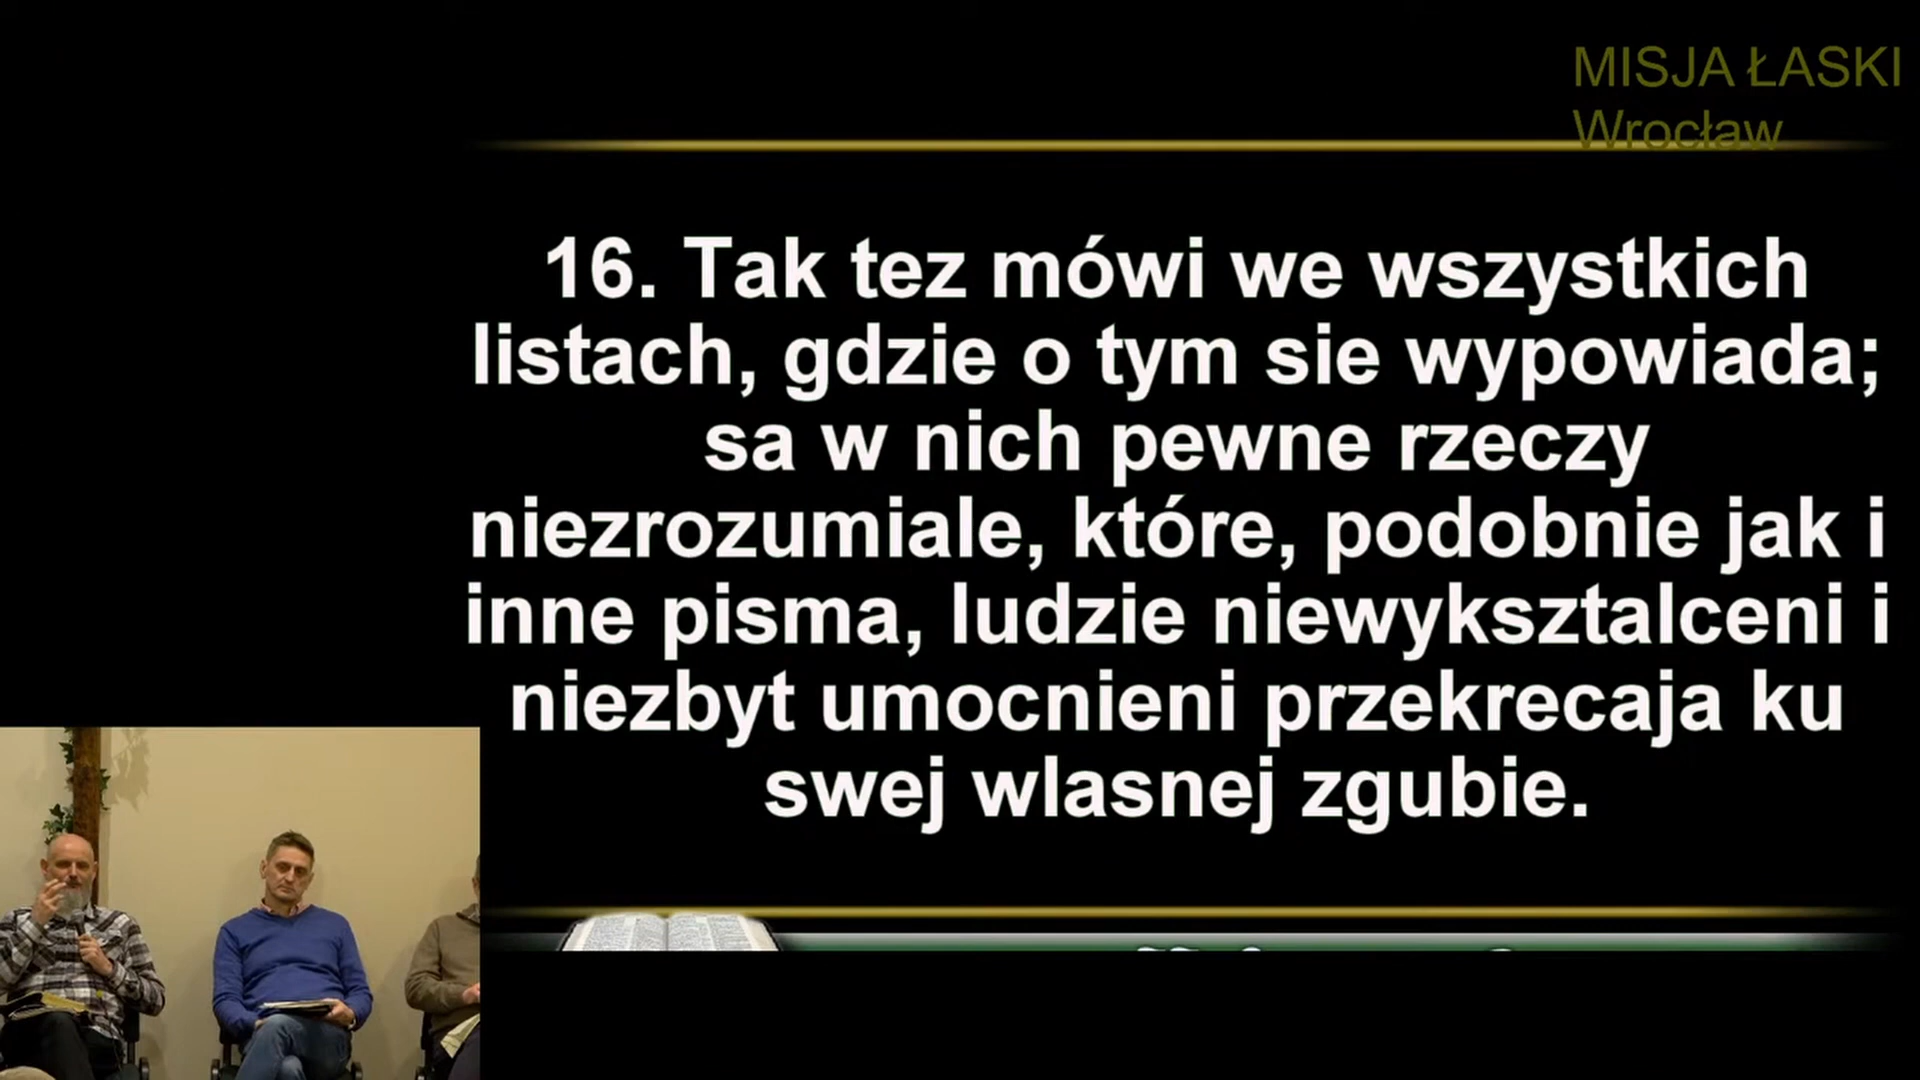 MISJA ŁASKI
Wrocław
16. Tak tez mówi we wszystkich
listach, gdzie o tym sie wypowiada;
sa w nich pewne rzeczy
niezrozumiale, które, podobnie jak i
inne pisma, ludzie niewyksztalceni i
niezbyt umocnieni przekrecaja ku
swej wlasnej zgubie.